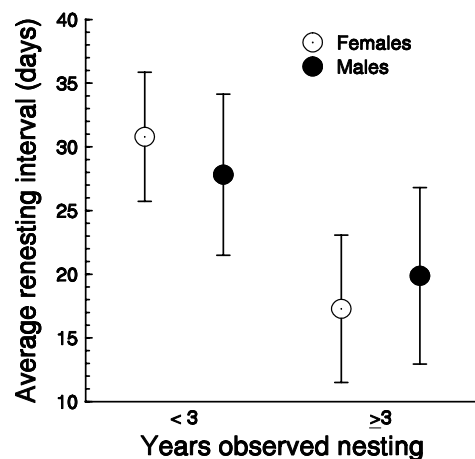 40
35
30
25
20
15
10
Average renesting interval (days)
Females
Males
< 3
≥3
Years observed nesting